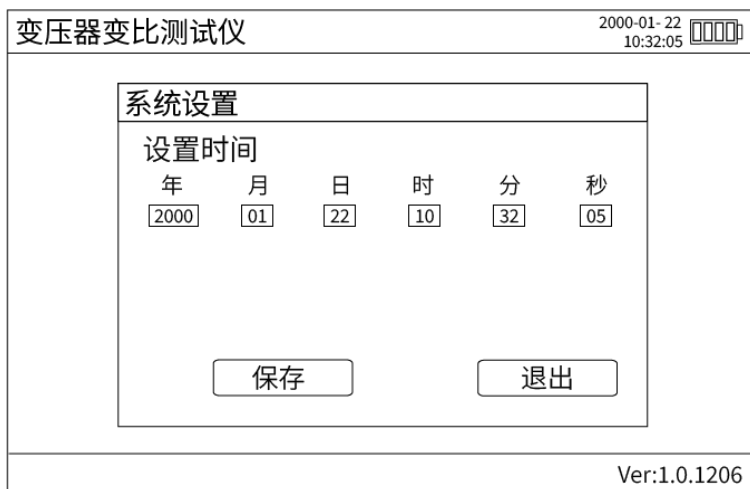 变压器变比测试仪
2000-01- 22
10:32:05
系统设置
设置时间
年 月 日 时 分 秒
2000 01 22 10 32 05
保存 退出
Ver:1.0.1206